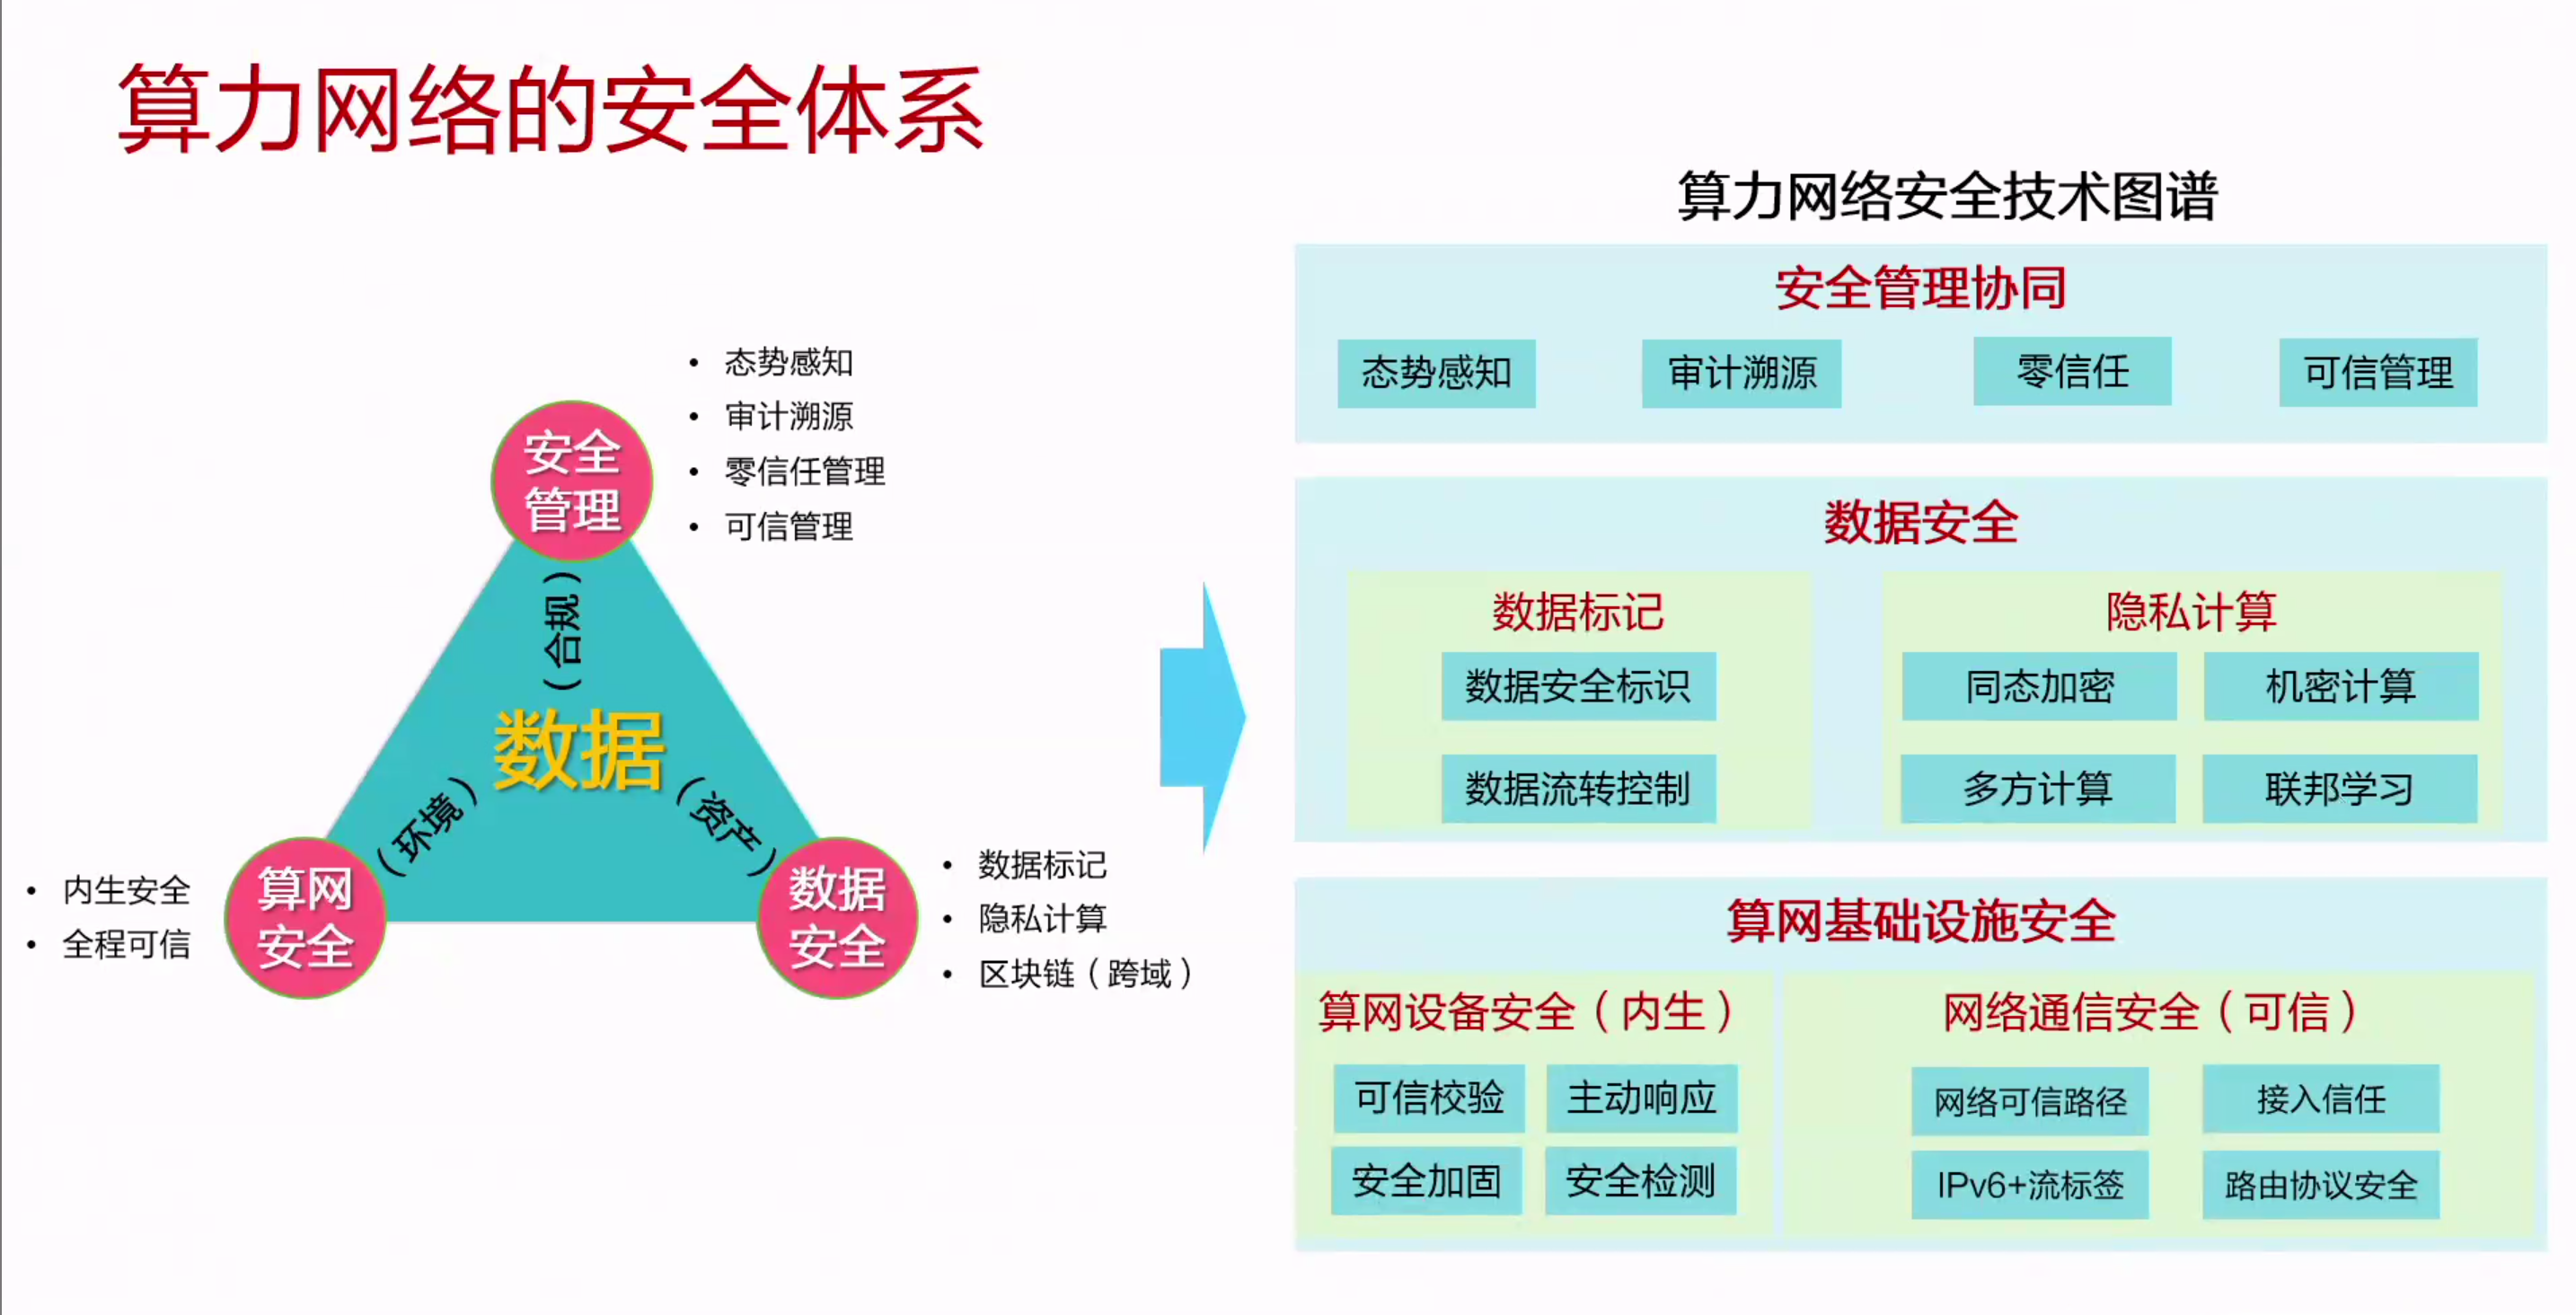 算力网络的安全体系
安全
管理
• 态势感知
• 审计溯源
• 零信任管理
• 可信管理
（合规）
数据
（环境）
（资产）
• 内生安全
• 全程可信
算网
安全
数据
安全
• 数据标记
• 隐私计算
• 区块链（跨域）
算力网络安全技术图谱
安全管理协同
态势感知 审计溯源 零信任 可信管理
数据安全
数据标记
数据安全标识
数据流转控制
隐私计算
同态加密 机密计算
多方计算 联邦学习
算网基础设施安全
算网设备安全（内生）
可信校验 主动响应
安全加固 安全检测
网络通信安全（可信）
网络可信路径 接入信任
IPv6+流标签 路由协议安全